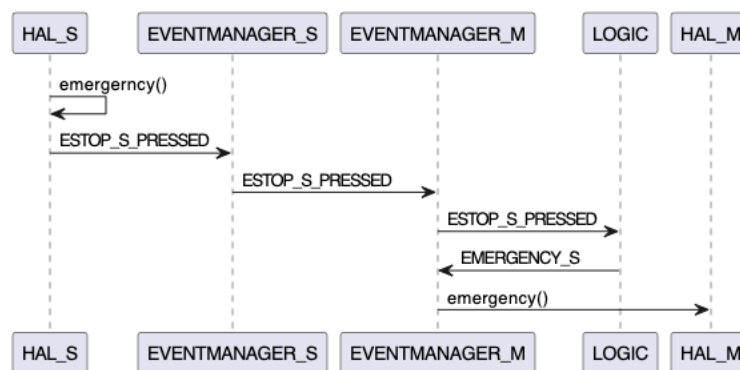 HAL_S EVENTMANAGER_S EVENTMANAGER_M LOGIC HAL_M
emergerncy()
ESTOP_S_PRESSED
ESTOP_S_PRESSED
ESTOP_S_PRESSED
EMERGENCY_S
emergency()
HAL_S EVENTMANAGER_S EVENTMANAGER_M LOGIC HAL_M